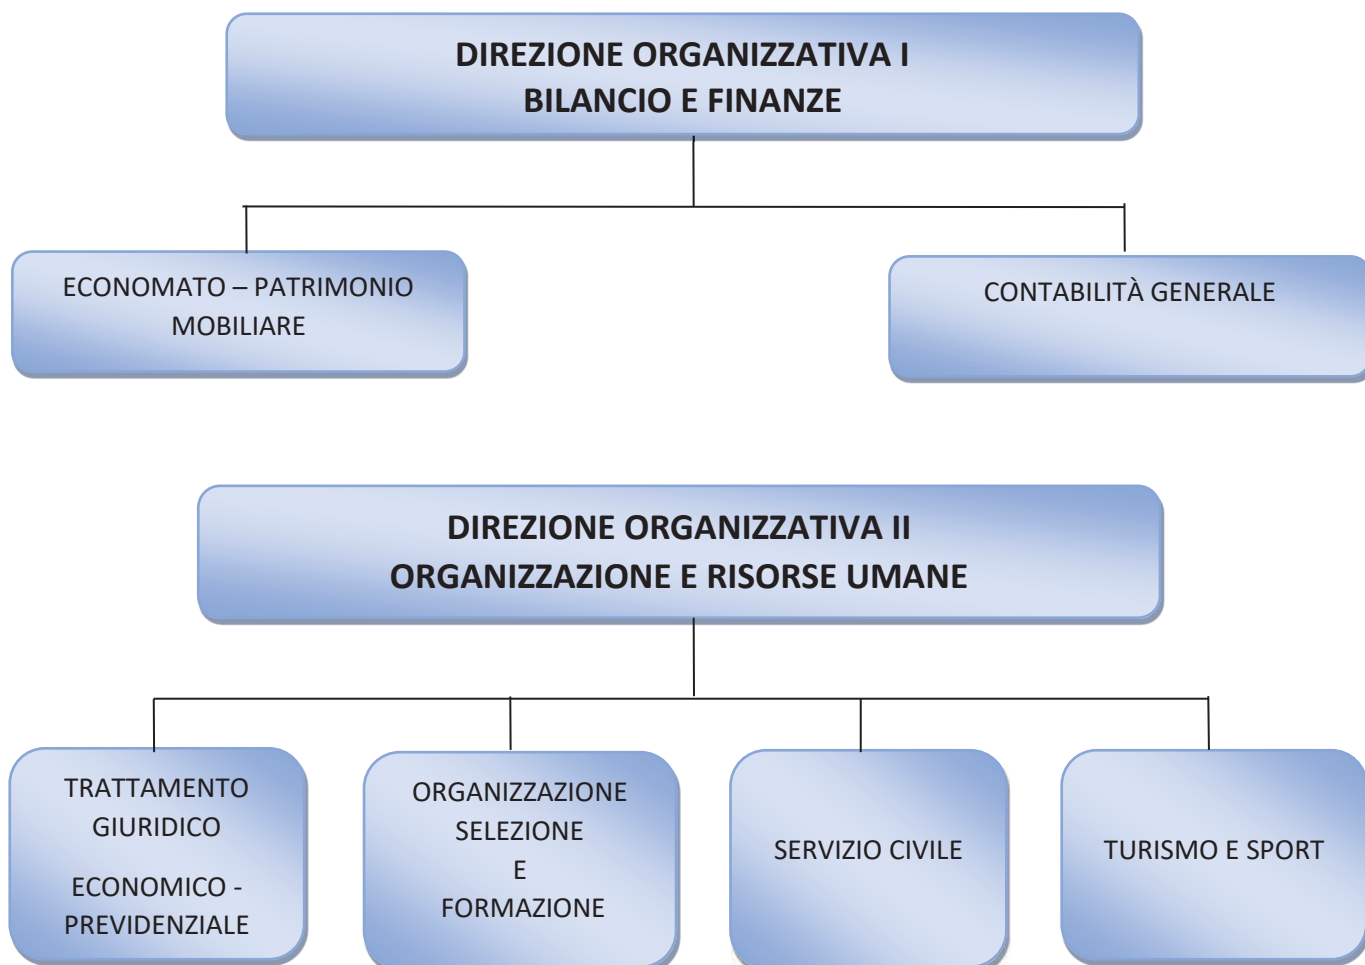 DIREZIONE ORGANIZZATIVA I
BILANCIO E FINANZE
ECONOMATO – PATRIMONIO
MOBILIARE
CONTABILITÀ GENERALE
DIREZIONE ORGANIZZATIVA II
ORGANIZZAZIONE E RISORSE UMANE
TRATTAMENTO
GIURIDICO
ECONOMICO -
PREVIDENZIALE
ORGANIZZAZIONE
SELEZIONE
E
FORMAZIONE
SERVIZIO CIVILE
TURISMO E SPORT